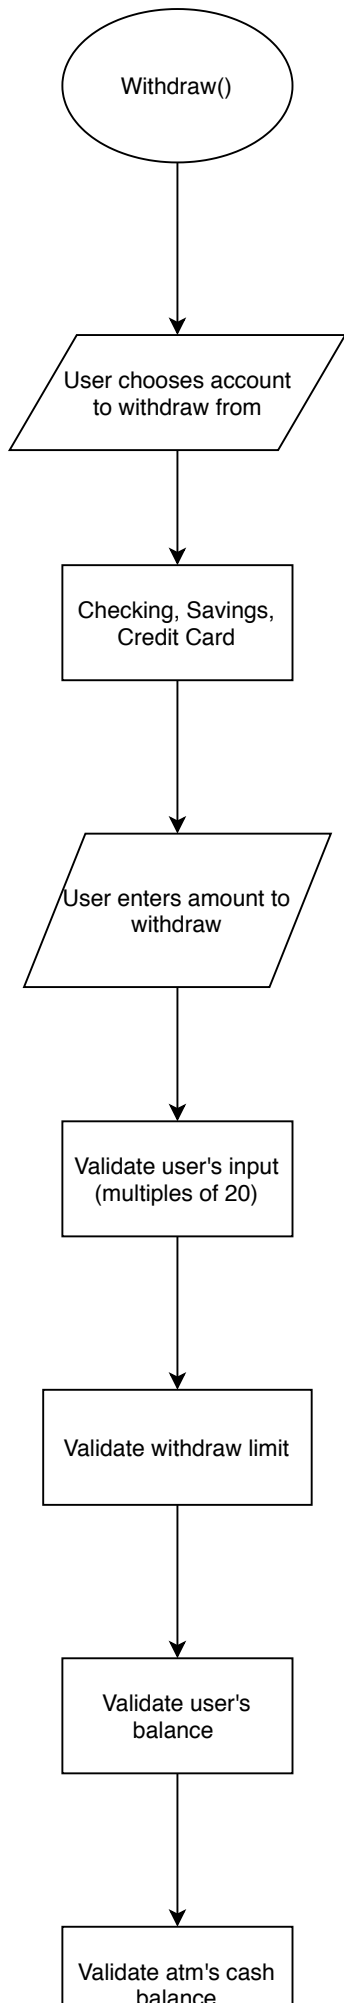 Withdraw()
User chooses account
to withdraw from
Checking, Savings,
Credit Card
User enters amount to
withdraw
Validate user's input
(multiples of 20)
Validate withdraw limit
Validate user's
balance
Validate atm's cash
balance